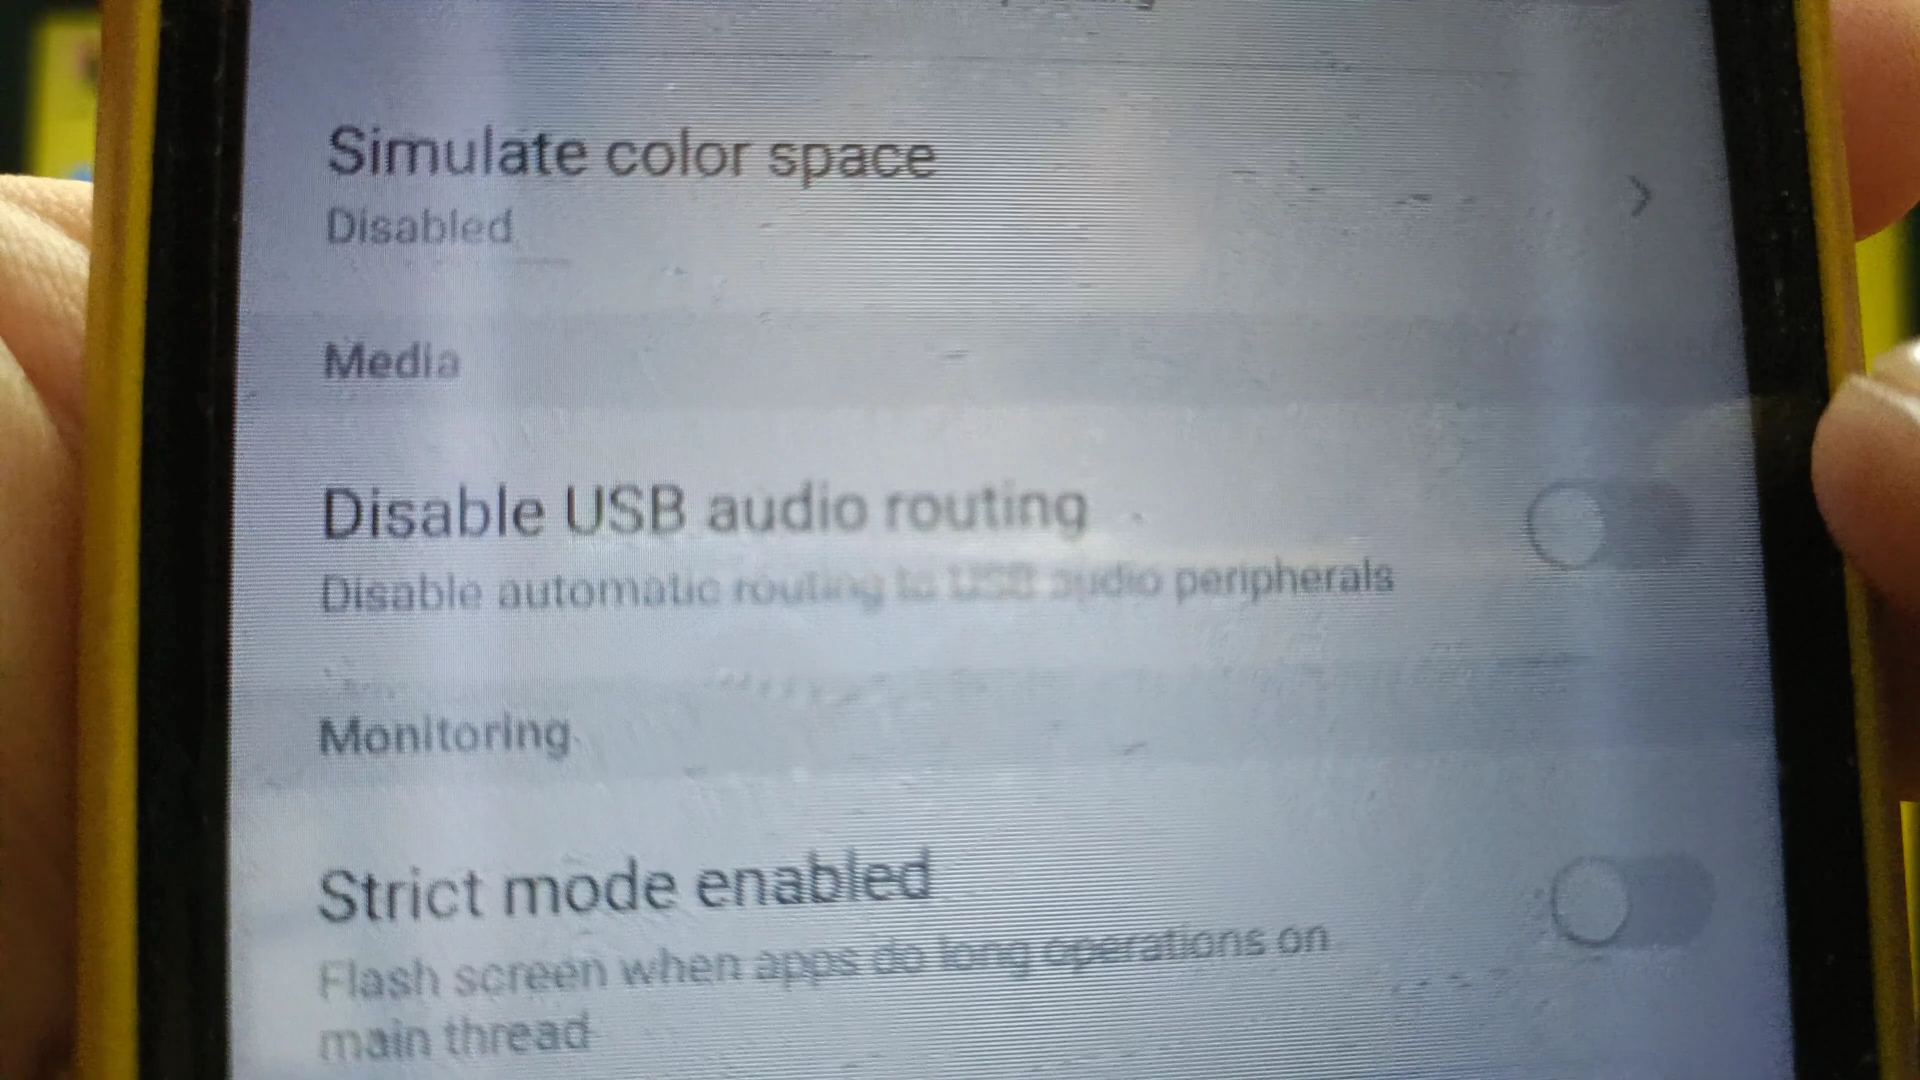 Simulate color space
Disabled
Media
Disable USB audio routing
Disable automatic routing to USB audio peripherals
Monitoring
Strict mode enabled
Flash screen when apps do long operations on
main thread